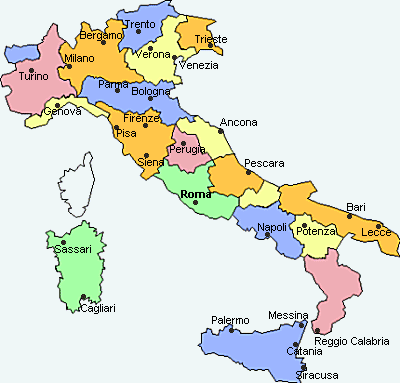 Trento
Bergamo
Trieste
Verona
Milano
Venezia
Torino
Parma
Bologna
Genova
Firenze
Ancona
Pisa
Perugia
Siena
Pescara
Roma
Bari
Napoli
Potenza
Lecce
Sassari
Cagliari
Messina
Palermo
Reggio Calabria
Catania
Siracusa